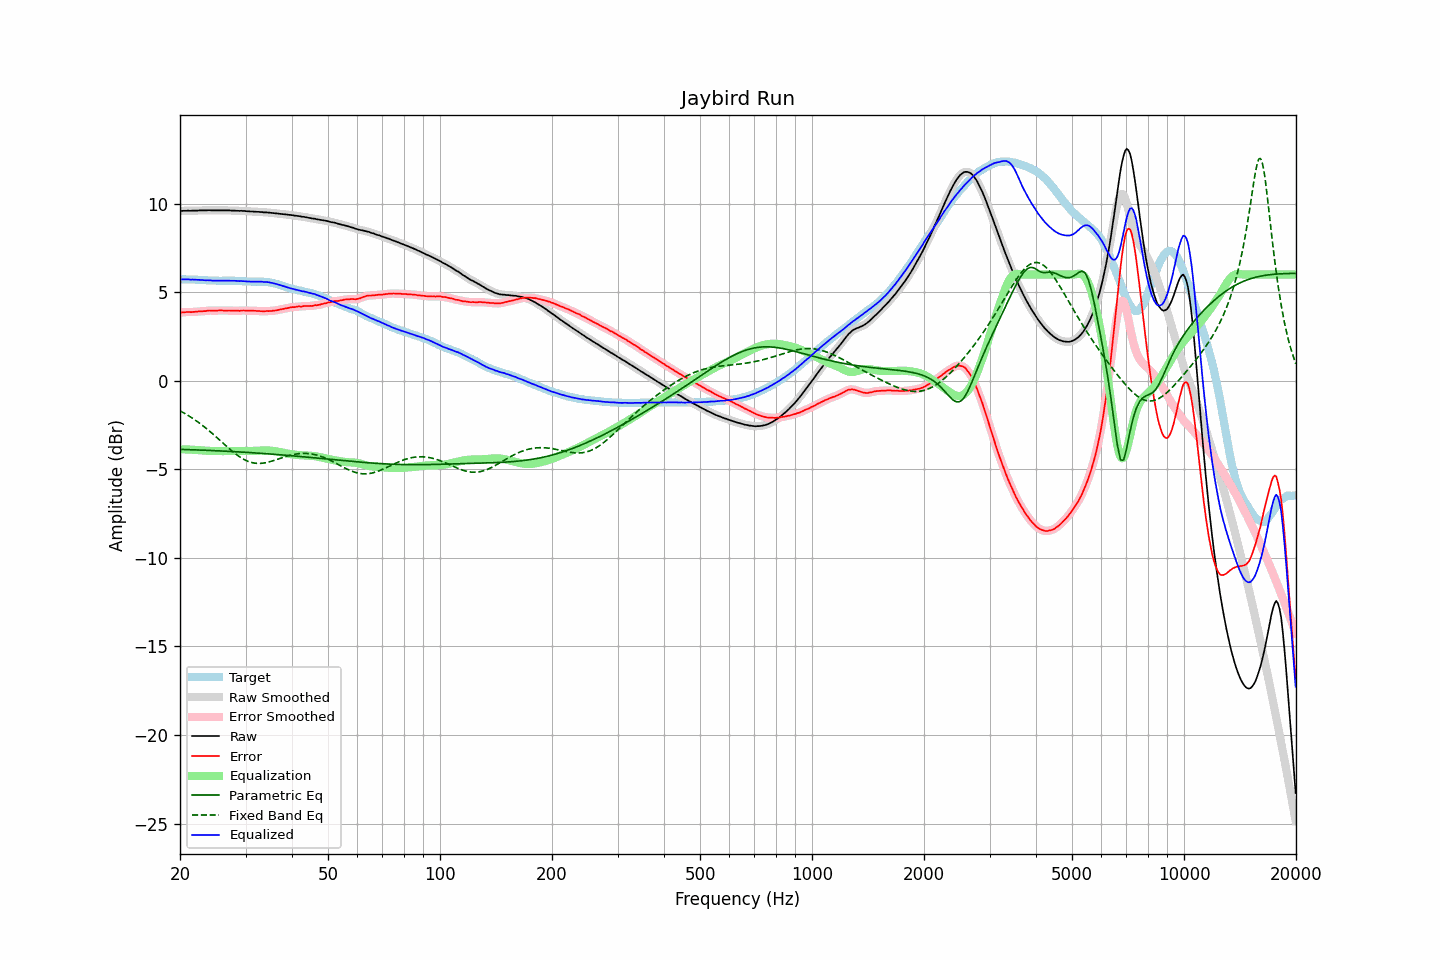 Jaybird Run
Amplitude (dBr)
10
5
0
−5
−10
−15
−20
−25
Target
Raw Smoothed
Error Smoothed
Raw
Error
Equalization
Parametric Eq
Fixed Band Eq
Equalized
20 50 100 200 500 1000 2000 5000 10000 20000
Frequency (Hz)